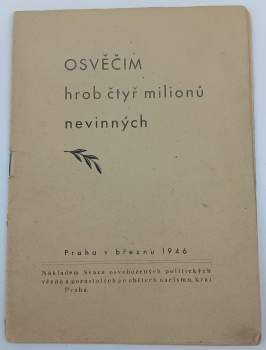 OSVĚČIM
hrob čtyř milionů
nevinných
Praha v březnu 1946
Nákladem Svazu osvobozených politických
vězňů a pozůstalých po obětech nacismu, kraj
Praha.